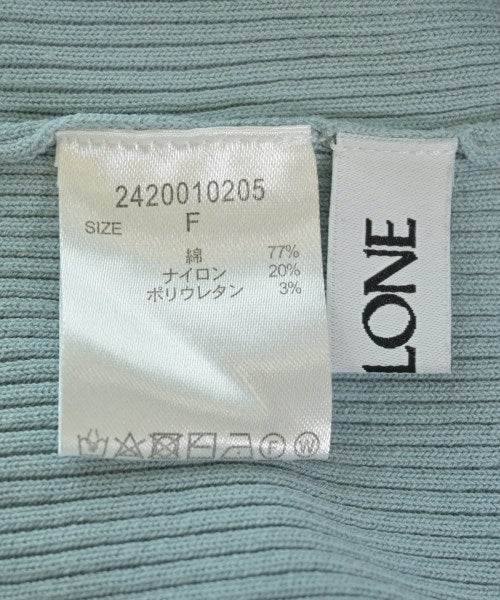 2420010205
SIZE F
綿 77%
ナイロン 20%
ポリウレタン 3%
LONE